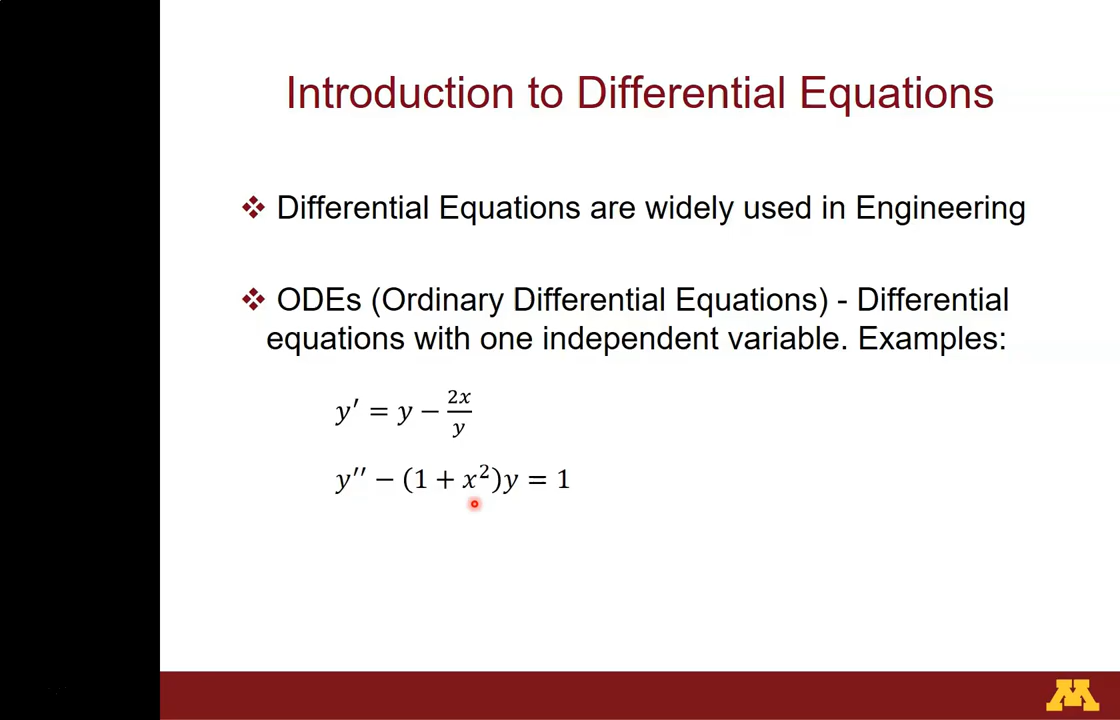 Introduction to Differential Equations
❖ Differential Equations are widely used in Engineering
❖ ODEs (Ordinary Differential Equations) - Differential
equations with one independent variable. Examples:
y′ = y − 2x/y
y′′ − (1 + x²)y = 1
M